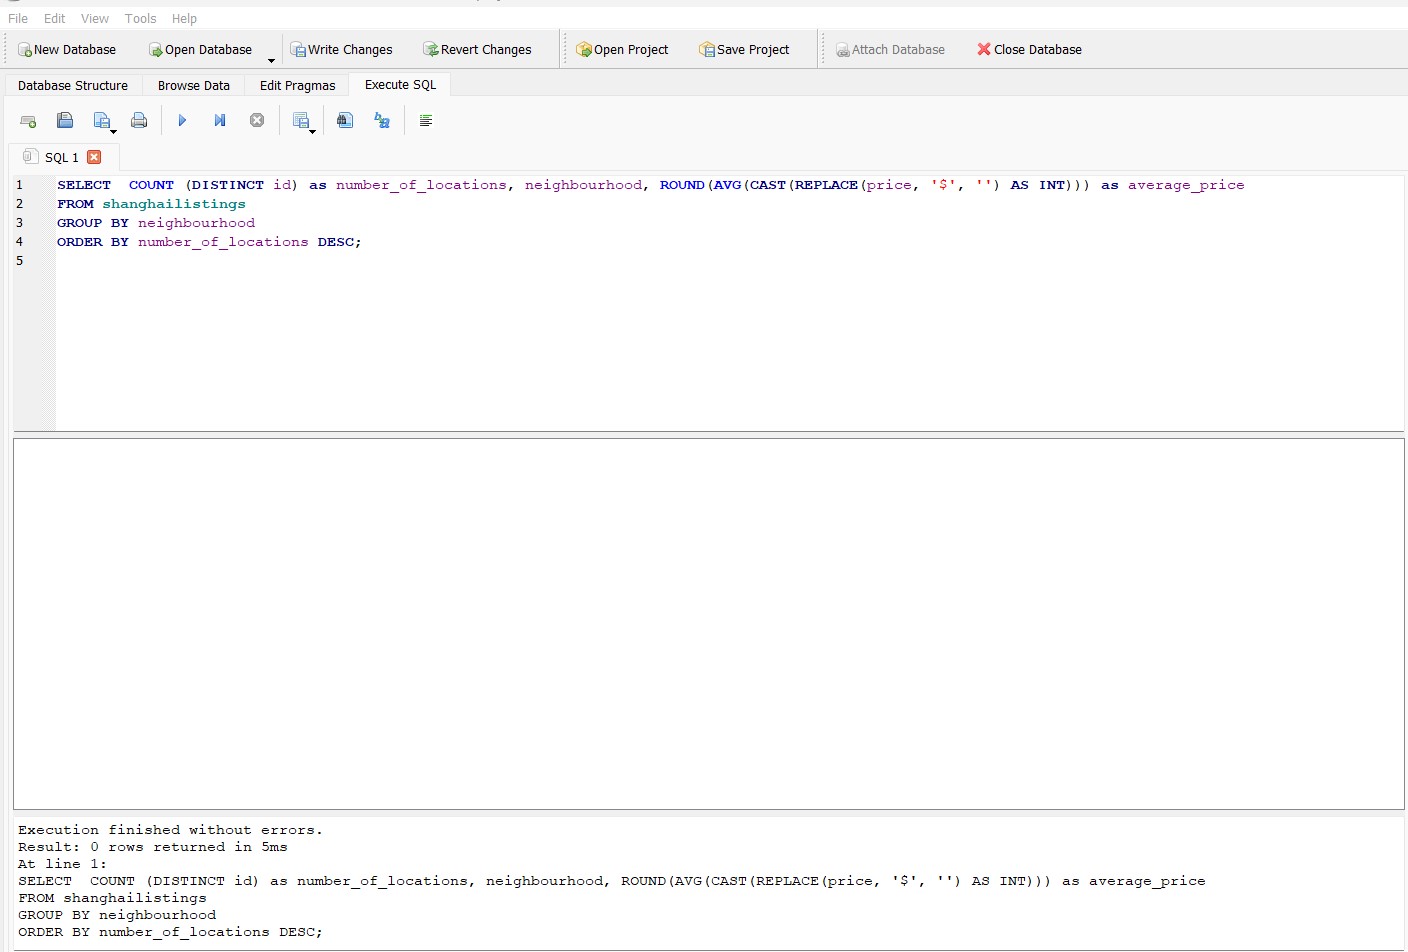 File Edit View Tools Help
New Database Open Database Write Changes Revert Changes Open Project Save Project Attach Database Close Database
Database Structure Browse Data Edit Pragmas Execute SQL
SQL 1
1 SELECT  COUNT (DISTINCT id) as number_of_locations, neighbourhood, ROUND(AVG(CAST(REPLACE(price, '$', '') AS INT))) as average_price
2 FROM shanghailistings
3 GROUP BY neighbourhood
4 ORDER BY number_of_locations DESC;
5
Execution finished without errors.
Result: 0 rows returned in 5ms
At line 1:
SELECT  COUNT (DISTINCT id) as number_of_locations, neighbourhood, ROUND(AVG(CAST(REPLACE(price, '$', '') AS INT))) as average_price
FROM shanghailistings
GROUP BY neighbourhood
ORDER BY number_of_locations DESC;